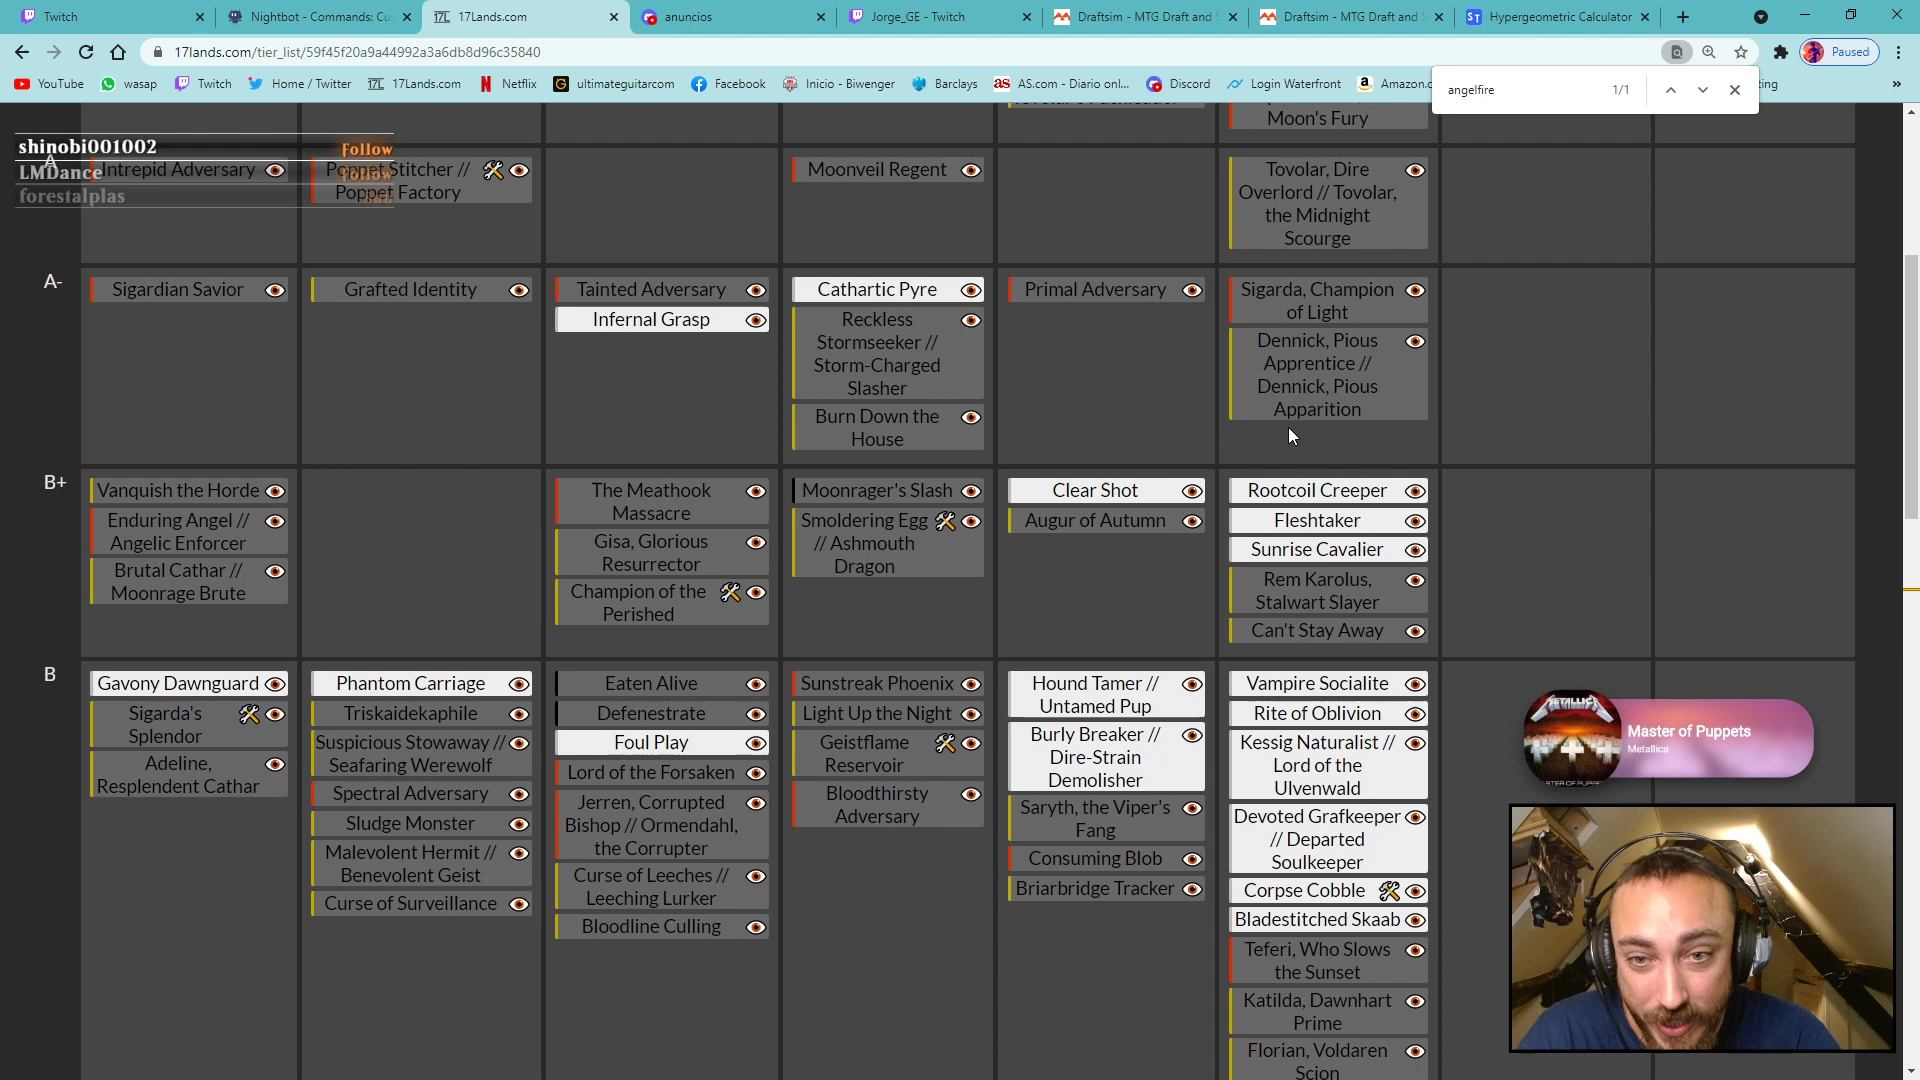 Twitch
Nightbot - Commands: Cu
17Lands.com
anuncios
Jorge_GE - Twitch
Draftsim - MTG Draft and S
Draftsim - MTG Draft and S
Hypergeometric Calculator
17lands.com/tier_list/59f45f20a9a44992a3a6db8d96c35840
Paused
YouTube
wasap
Twitch
Home / Twitter
17Lands.com
Netflix
ultimateguitarcom
Facebook
Inicio - Biwenger
Barclays
AS.com - Diario onl...
Discord
Login Waterfront
Amazon.c
ing
»
angelfire
1/1
Moon's Fury
shinobi001002
Follow
LMDance
Follow
forestalplas
A
Intrepid Adversary
Poppet Stitcher //
Poppet Factory
Moonveil Regent
Tovolar, Dire
Overlord // Tovolar,
the Midnight
Scourge
A-
Sigardian Savior
Grafted Identity
Tainted Adversary
Infernal Grasp
Cathartic Pyre
Reckless
Stormseeker //
Storm-Charged
Slasher
Burn Down the
House
Primal Adversary
Sigarda, Champion
of Light
Dennick, Pious
Apprentice //
Dennick, Pious
Apparition
B+
Vanquish the Horde
Enduring Angel //
Angelic Enforcer
Brutal Cathar //
Moonrage Brute
The Meathook
Massacre
Gisa, Glorious
Resurrector
Champion of the
Perished
Moonrager's Slash
Smoldering Egg
// Ashmouth
Dragon
Clear Shot
Augur of Autumn
Rootcoil Creeper
Fleshtaker
Sunrise Cavalier
Rem Karolus,
Stalwart Slayer
Can't Stay Away
B
Gavony Dawnguard
Sigarda's
Splendor
Adeline,
Resplendent Cathar
Phantom Carriage
Triskaidekaphile
Suspicious Stowaway //
Seafaring Werewolf
Spectral Adversary
Sludge Monster
Malevolent Hermit //
Benevolent Geist
Curse of Surveillance
Eaten Alive
Defenestrate
Foul Play
Lord of the Forsaken
Jerren, Corrupted
Bishop // Ormendahl,
the Corrupter
Curse of Leeches //
Leeching Lurker
Bloodline Culling
Sunstreak Phoenix
Light Up the Night
Geistflame
Reservoir
Bloodthirsty
Adversary
Hound Tamer //
Untamed Pup
Burly Breaker //
Dire-Strain
Demolisher
Saryth, the Viper's
Fang
Consuming Blob
Briarbridge Tracker
Vampire Socialite
Rite of Oblivion
Kessig Naturalist //
Lord of the
Ulvenwald
Devoted Grafkeeper
// Departed
Soulkeeper
Corpse Cobble
Bladestitched Skaab
Teferi, Who Slows
the Sunset
Katilda, Dawnhart
Prime
Florian, Voldaren
Scion
METALLICA
Master of Puppets
Metallica